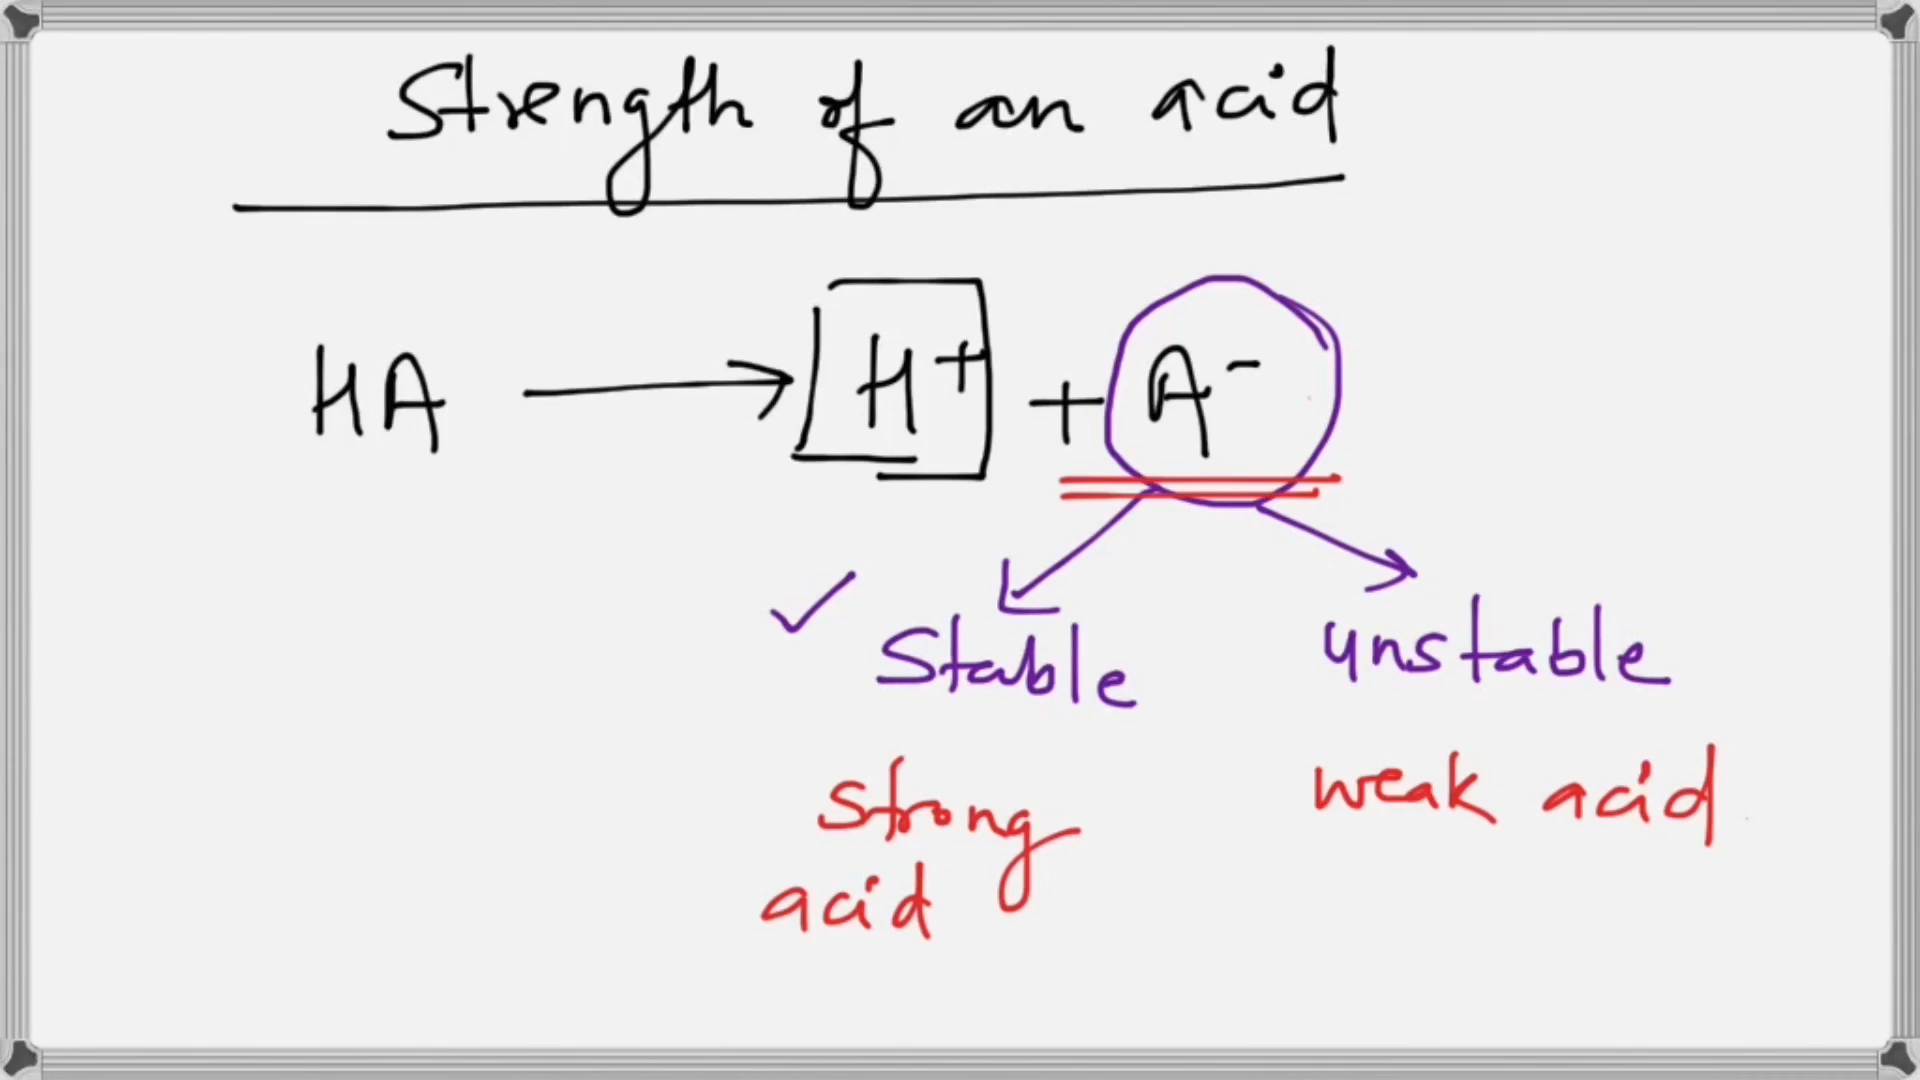 Strength of an acid
HA → H⁺ + A⁻
Stable unstable
strong acid weak acid